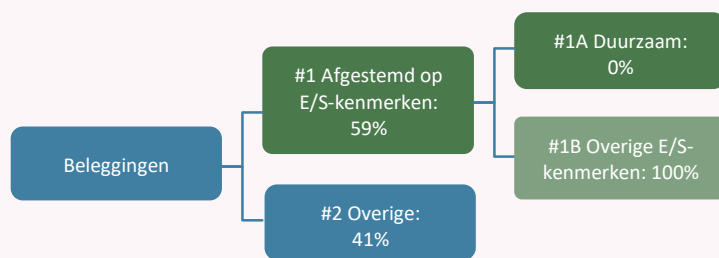 #1A Duurzaam:
0%
#1 Afgestemd op
E/S-kenmerken:
59%
#1B Overige E/S-
kenmerken: 100%
Beleggingen
#2 Overige:
41%